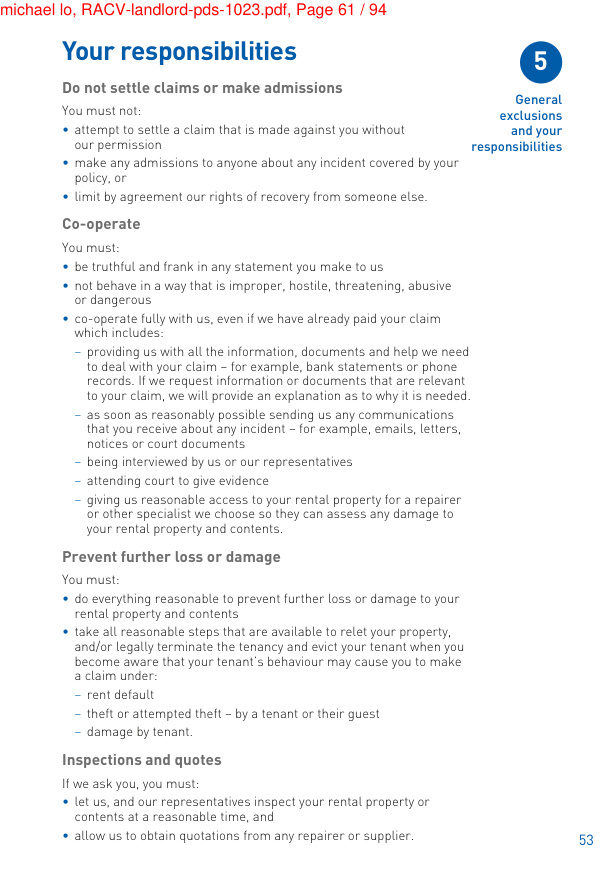 michael lo, RACV-landlord-pds-1023.pdf, Page 61 / 94
Your responsibilities
5
General
exclusions
and your
responsibilities
Do not settle claims or make admissions
You must not:
• attempt to settle a claim that is made against you without
our permission
• make any admissions to anyone about any incident covered by your
policy, or
• limit by agreement our rights of recovery from someone else.
Co-operate
You must:
• be truthful and frank in any statement you make to us
• not behave in a way that is improper, hostile, threatening, abusive
or dangerous
• co-operate fully with us, even if we have already paid your claim
which includes:
– providing us with all the information, documents and help we need
to deal with your claim – for example, bank statements or phone
records. If we request information or documents that are relevant
to your claim, we will provide an explanation as to why it is needed.
– as soon as reasonably possible sending us any communications
that you receive about any incident – for example, emails, letters,
notices or court documents
– being interviewed by us or our representatives
– attending court to give evidence
– giving us reasonable access to your rental property for a repairer
or other specialist we choose so they can assess any damage to
your rental property and contents.
Prevent further loss or damage
You must:
• do everything reasonable to prevent further loss or damage to your
rental property and contents
• take all reasonable steps that are available to relet your property,
and/or legally terminate the tenancy and evict your tenant when you
become aware that your tenant's behaviour may cause you to make
a claim under:
– rent default
– theft or attempted theft – by a tenant or their guest
– damage by tenant.
Inspections and quotes
If we ask you, you must:
• let us, and our representatives inspect your rental property or
contents at a reasonable time, and
• allow us to obtain quotations from any repairer or supplier.
53